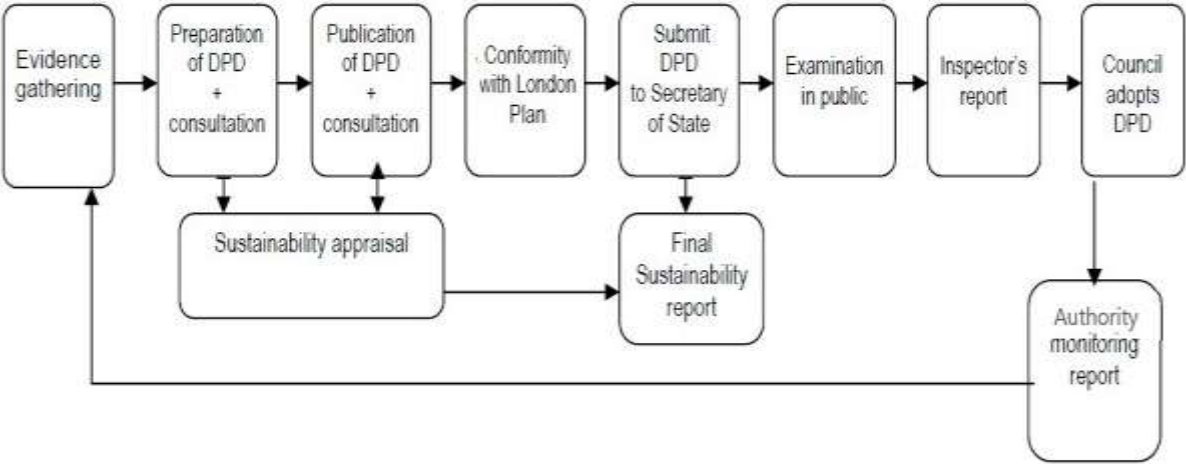 Evidence
gathering
Preparation
of DPD
+
consultation
Publication
of DPD
+
consultation
Conformity
with London
Plan
Submit
DPD
to Secretary
of State
Examination
in public
Inspector's
report
Council
adopts
DPD
Sustainability appraisal
Final
Sustainability
report
Authority
monitoring
report